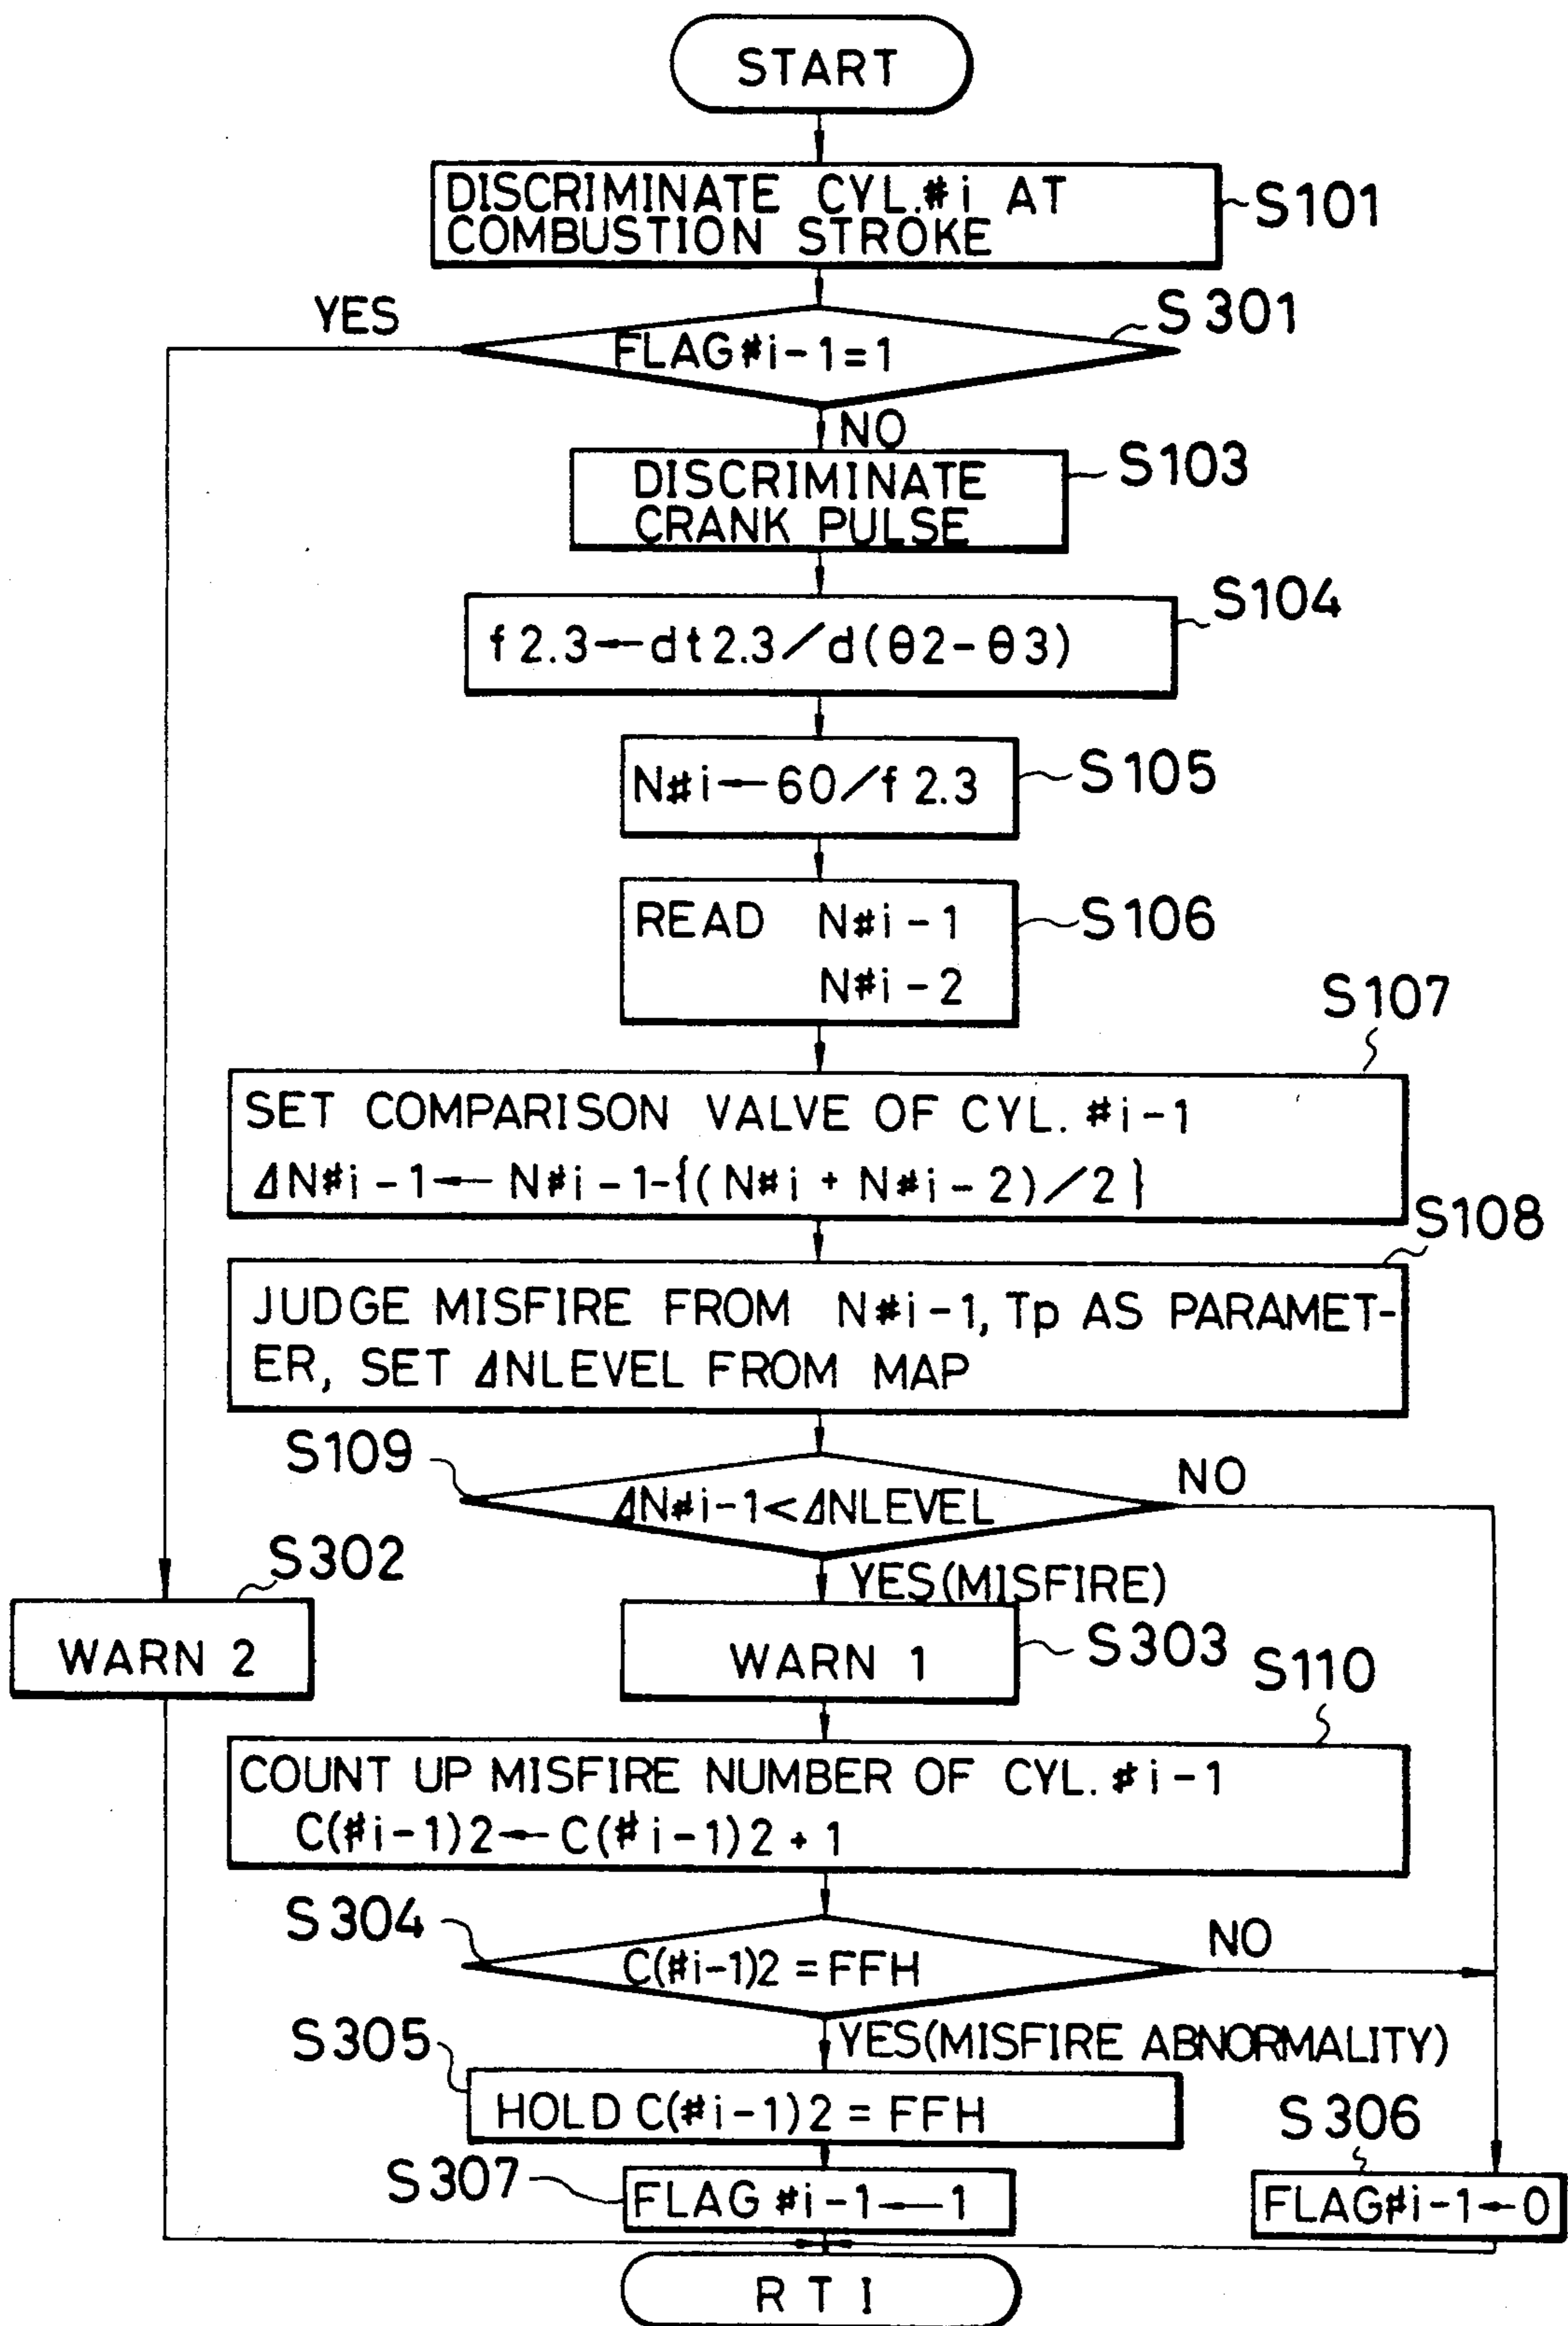 START
DISCRIMINATE CYL.#i AT
COMBUSTION STROKE
S101
YES
S301
FLAG#i-1=1
NO
DISCRIMINATE
CRANK PULSE
S103
S104
f2.3←dt2.3/d(θ2-θ3)
N#i←60/f2.3
S105
READ N#i-1
N#i-2
S106
S107
SET COMPARISON VALVE OF CYL. #i-1
ΔN#i-1← N#i-1-{(N#i + N#i-2)/2}
S108
JUDGE MISFIRE FROM N#i-1, Tp AS PARAMET-
ER, SET ΔNLEVEL FROM MAP
S109
NO
ΔN#i-1<ΔNLEVEL
S302
YES(MISFIRE)
WARN 2
WARN 1
S303
S110
COUNT UP MISFIRE NUMBER OF CYL. #i-1
C(#i-1)2←C(#i-1)2+1
S304
NO
C(#i-1)2=FFH
S305
YES(MISFIRE ABNORMALITY)
HOLD C(#i-1)2=FFH
S306
S307
FLAG #i-1←1
FLAG#i-1←0
RTI